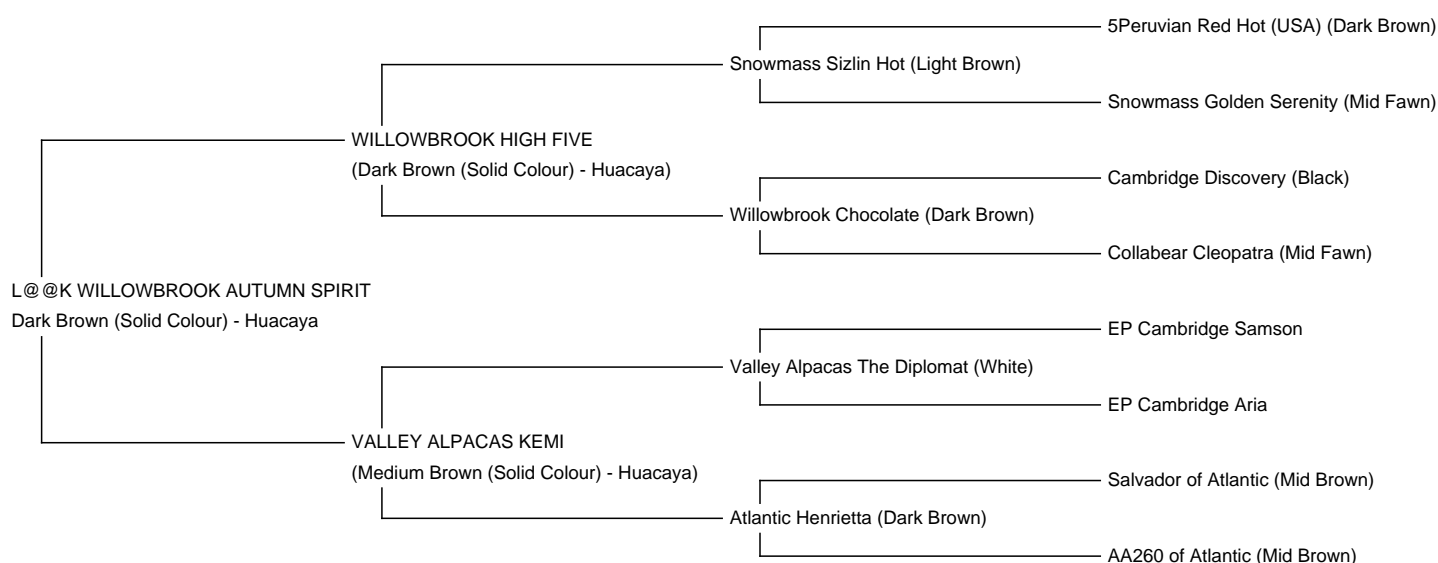 5Peruvian Red Hot (USA) (Dark Brown)
Snowmass Sizlin Hot (Light Brown)
Snowmass Golden Serenity (Mid Fawn)
WILLOWBROOK HIGH FIVE
(Dark Brown (Solid Colour) - Huacaya)
Cambridge Discovery (Black)
Willowbrook Chocolate (Dark Brown)
Collabear Cleopatra (Mid Fawn)
L@@K WILLOWBROOK AUTUMN SPIRIT
Dark Brown (Solid Colour) - Huacaya
EP Cambridge Samson
Valley Alpacas The Diplomat (White)
EP Cambridge Aria
VALLEY ALPACAS KEMI
(Medium Brown (Solid Colour) - Huacaya)
Salvador of Atlantic (Mid Brown)
Atlantic Henrietta (Dark Brown)
AA260 of Atlantic (Mid Brown)